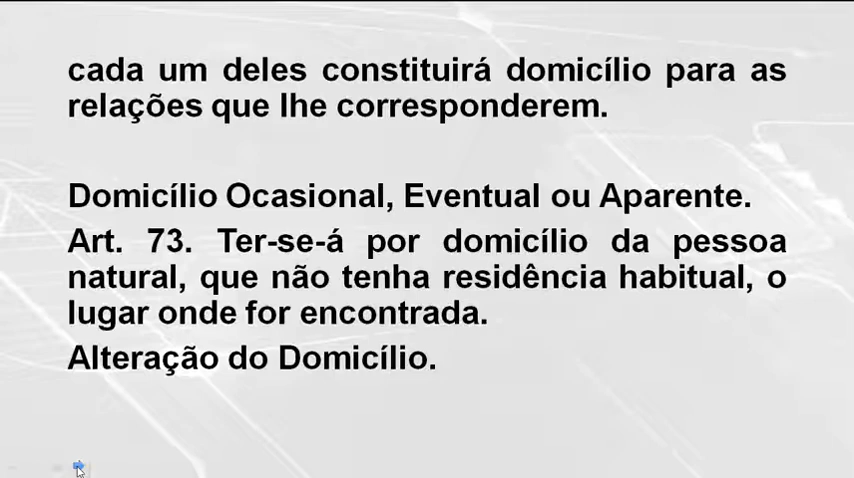 cada um deles constituirá domicílio para as
relações que lhe corresponderem.
Domicílio Ocasional, Eventual ou Aparente.
Art. 73. Ter-se-á por domicílio da pessoa
natural, que não tenha residência habitual, o
lugar onde for encontrada.
Alteração do Domicílio.